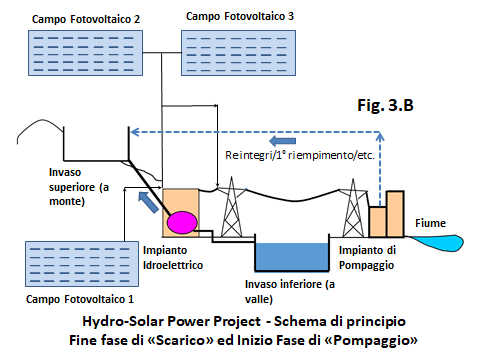 Campo Fotovoltaico 2
Campo Fotovoltaico 3
Fig. 3.B
Reintegri/1° riempimento/etc.
Invaso
superiore (a
monte)
Fiume
Impianto
Idroelettrico
Impianto di
Pompaggio
Invaso inferiore (a
valle)
Campo Fotovoltaico 1
Hydro-Solar Power Project - Schema di principio
Fine fase di «Scarico» ed Inizio Fase di «Pompaggio»